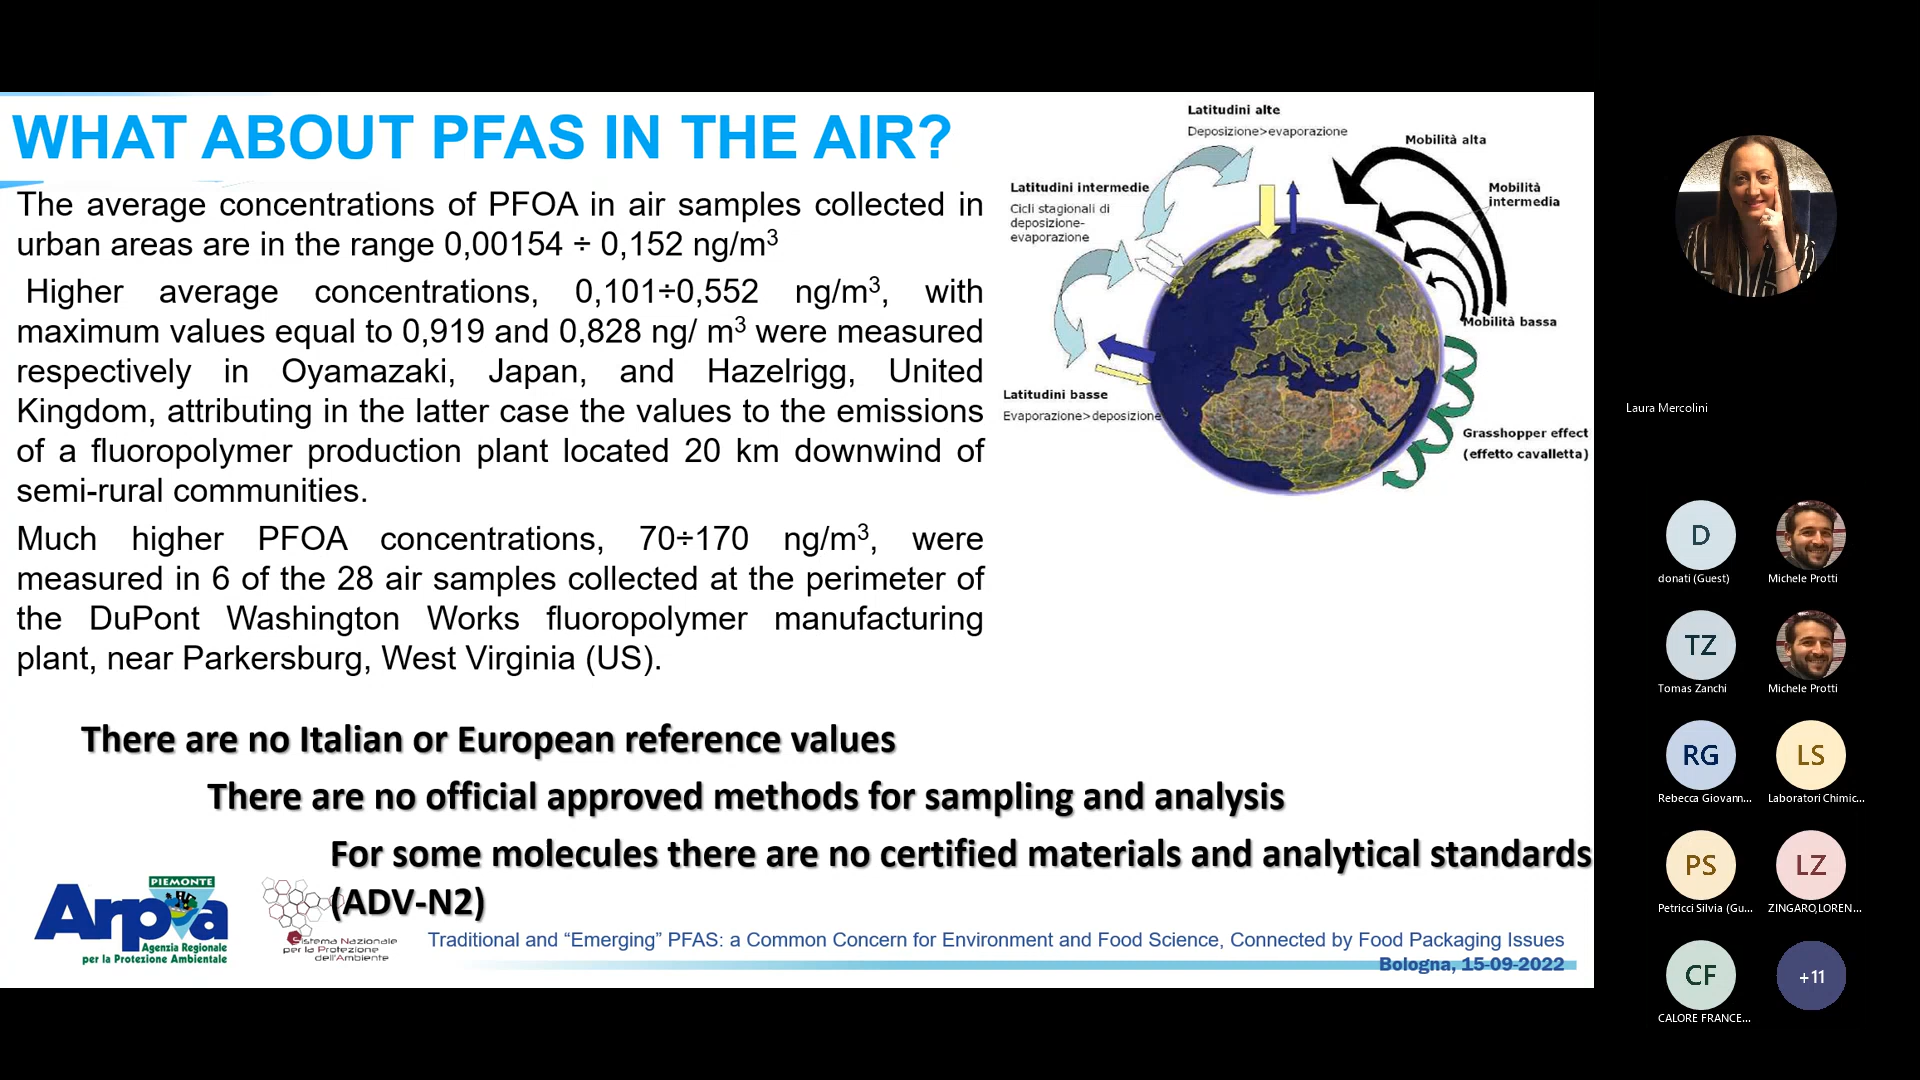 WHAT ABOUT PFAS IN THE AIR?
The average concentrations of PFOA in air samples collected in
urban areas are in the range 0,00154 ÷ 0,152 ng/m³
Higher average concentrations, 0,101÷0,552 ng/m³, with
maximum values equal to 0,919 and 0,828 ng/ m³ were measured
respectively in Oyamazaki, Japan, and Hazelrigg, United
Kingdom, attributing in the latter case the values to the emissions
of a fluoropolymer production plant located 20 km downwind of
semi-rural communities.
Much higher PFOA concentrations, 70÷170 ng/m³, were
measured in 6 of the 28 air samples collected at the perimeter of
the DuPont Washington Works fluoropolymer manufacturing
plant, near Parkersburg, West Virginia (US).
Latitudini alte
Deposizione>evaporazione
Mobilità alta
Latitudini intermedie
Cicli stagionali di
deposizione-
evaporazione
Mobilità
intermedia
Mobilità bassa
Latitudini basse
Evaporazione>deposizione
Grasshopper effect
(effetto cavalletta)
There are no Italian or European reference values
There are no official approved methods for sampling and analysis
For some molecules there are no certified materials and analytical standards
(ADV-N2)
PIEMONTE
Arpa
Agenzia Regionale
per la Protezione Ambientale
Sistema Nazionale
per la Protezione
dell'Ambiente
Traditional and “Emerging” PFAS: a Common Concern for Environment and Food Science, Connected by Food Packaging Issues
Bologna, 15-09-2022
Laura Mercolini
D
donati (Guest)
Michele Protti
TZ
Tomas Zanchi
Michele Protti
RG
Rebecca Giovann...
LS
Laboratori Chimic...
PS
Petricci Silvia (Gu...
LZ
ZINGARO,LOREN...
CF
CALORE FRANCE...
+11